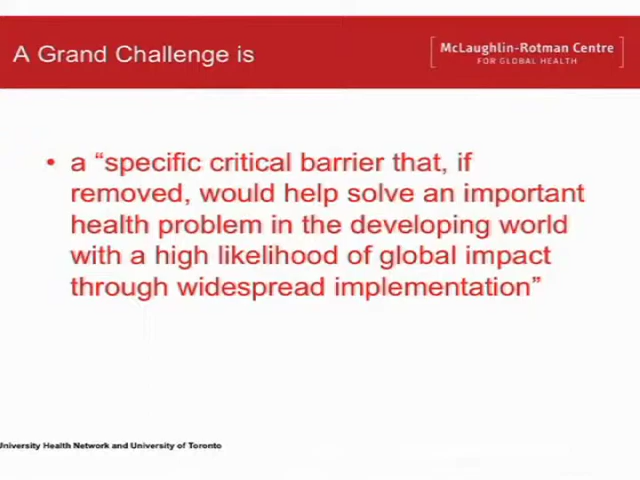 A Grand Challenge is
McLaughlin-Rotman Centre
FOR GLOBAL HEALTH
• a “specific critical barrier that, if
removed, would help solve an important
health problem in the developing world
with a high likelihood of global impact
through widespread implementation”
University Health Network and University of Toronto